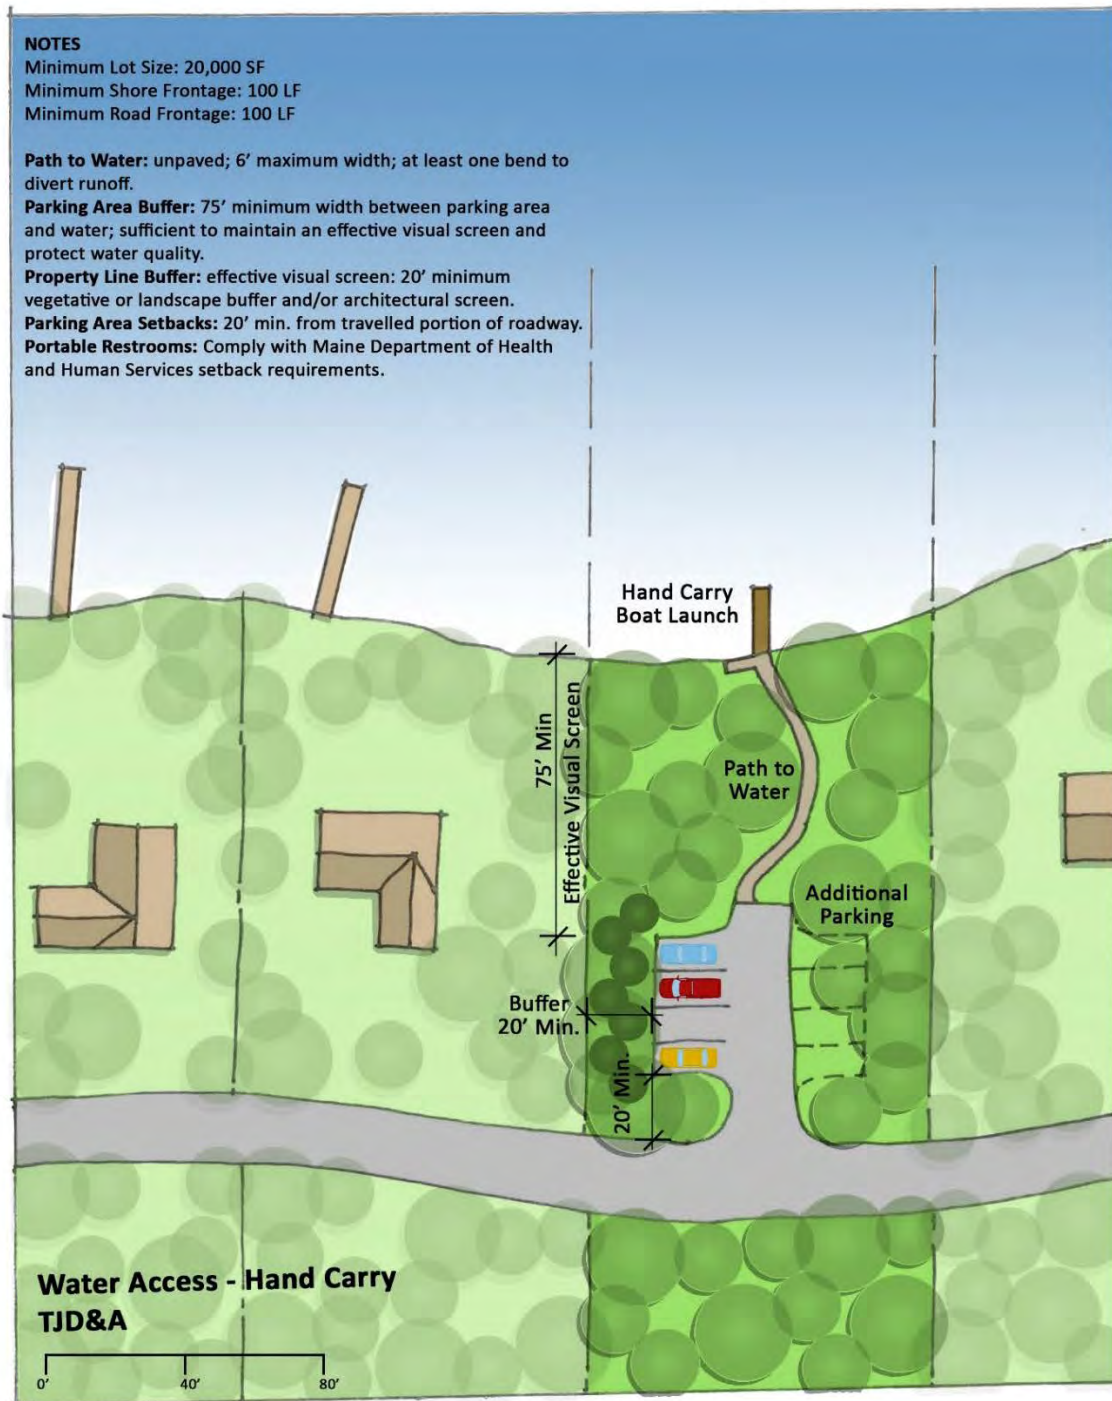 NOTES
Minimum Lot Size: 20,000 SF
Minimum Shore Frontage: 100 LF
Minimum Road Frontage: 100 LF
Path to Water: unpaved; 6’ maximum width; at least one bend to
divert runoff.
Parking Area Buffer: 75’ minimum width between parking area
and water; sufficient to maintain an effective visual screen and
protect water quality.
Property Line Buffer: effective visual screen: 20’ minimum
vegetative or landscape buffer and/or architectural screen.
Parking Area Setbacks: 20’ min. from travelled portion of roadway.
Portable Restrooms: Comply with Maine Department of Health
and Human Services setback requirements.
Hand Carry
Boat Launch
75’ Min
Effective Visual Screen
Path to
Water
Additional
Parking
Buffer
20’ Min.
20’ Min.
Water Access - Hand Carry
TJD&A
0’ 40’ 80’